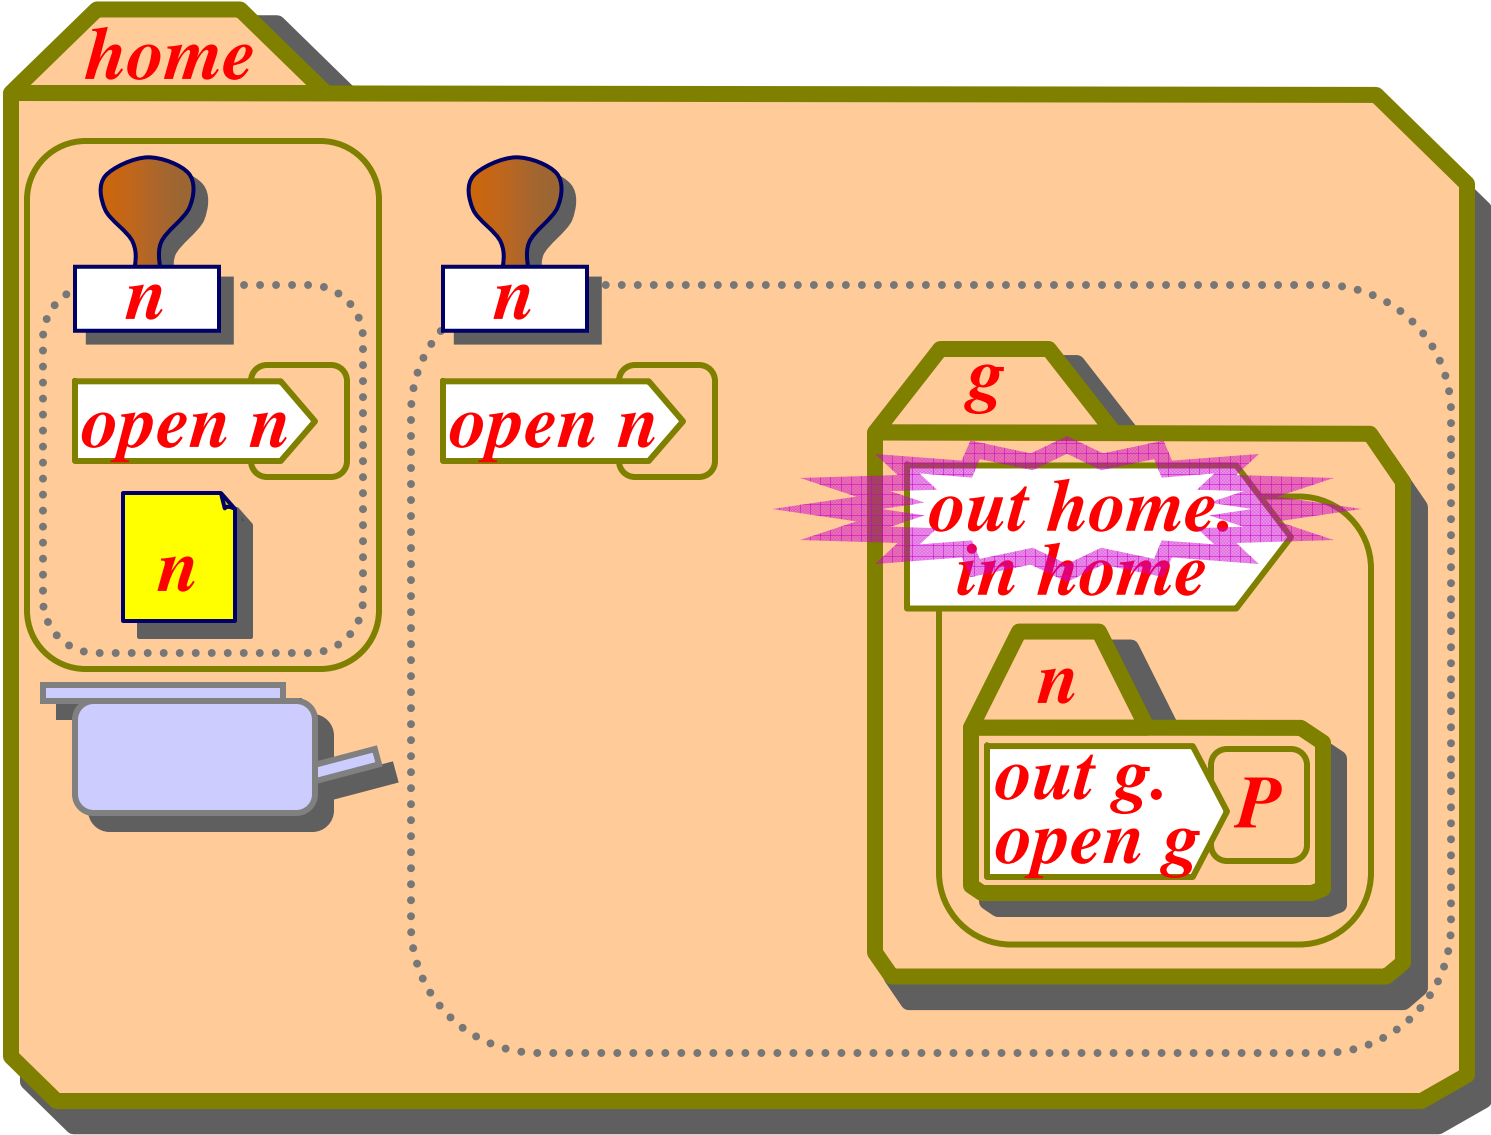 home
n
n
open n
open n
n
g
out home.
in home
n
out g.
open g
P